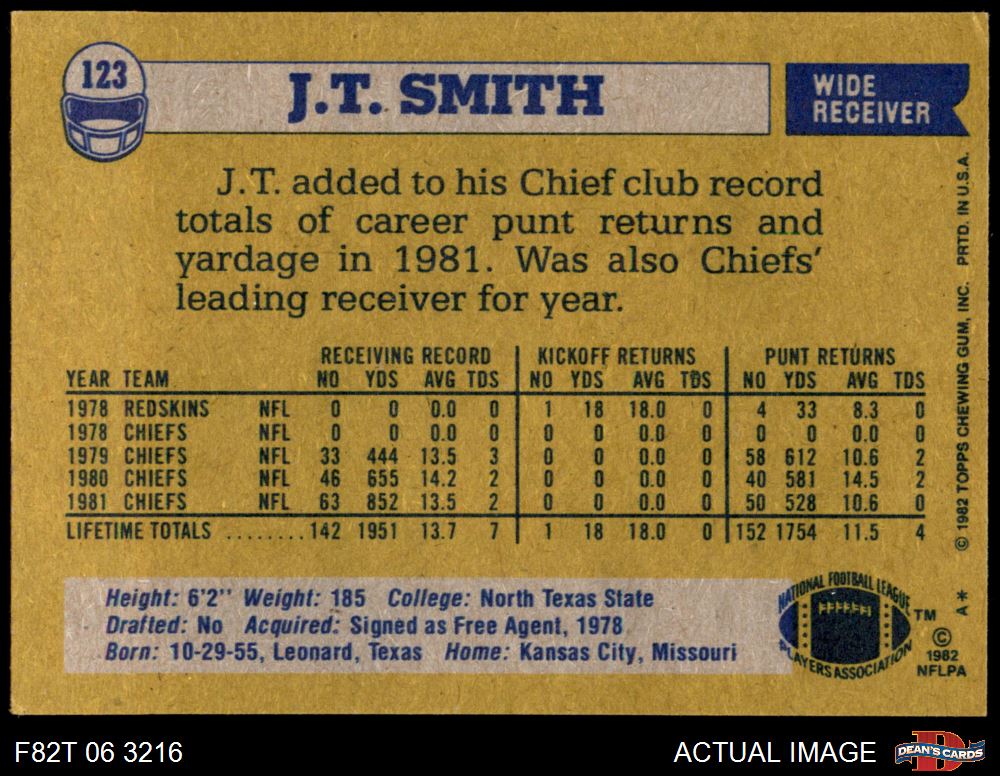 123
J.T. SMITH
WIDE
RECEIVER
J.T. added to his Chief club record
totals of career punt returns and
yardage in 1981. Was also Chiefs'
leading receiver for year.
RECEIVING RECORD KICKOFF RETURNS PUNT RETURNS
YEAR TEAM NO YDS AVG TDS NO YDS AVG TDS NO YDS AVG TDS
1978 REDSKINS NFL 0 0 0.0 0 1 18 18.0 0 4 33 8.3 0
1978 CHIEFS NFL 0 0 0.0 0 0 0 0.0 0 0 0 0.0 0
1979 CHIEFS NFL 33 444 13.5 3 0 0 0.0 0 58 612 10.6 2
1980 CHIEFS NFL 46 655 14.2 2 0 0 0.0 0 40 581 14.5 2
1981 CHIEFS NFL 63 852 13.5 2 0 0 0.0 0 50 528 10.6 0
LIFETIME TOTALS ........ 142 1951 13.7 7 1 18 18.0 0 152 1754 11.5 4
Height: 6'2" Weight: 185 College: North Texas State
Drafted: No Acquired: Signed as Free Agent, 1978
Born: 10-29-55, Leonard, Texas Home: Kansas City, Missouri
NATIONAL FOOTBALL LEAGUE
PLAYERS ASSOCIATION
TM
©
1982
NFLPA
A*
© 1982 TOPPS CHEWING GUM, INC. PRTD. IN U.S.A.
F82T 06 3216
ACTUAL IMAGE
D
DEAN'S CARDS